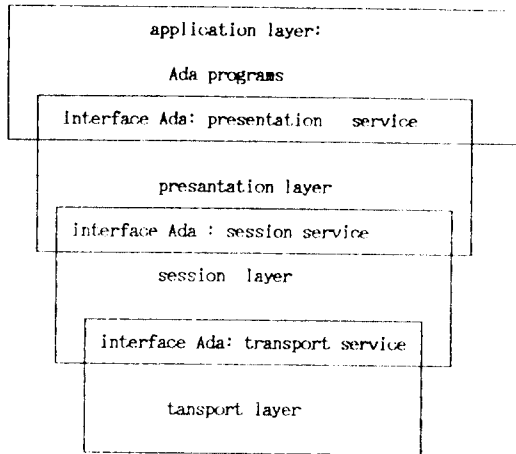 application layer:
Ada programs
interface Ada: presentation service
presantation layer
interface Ada : session service
session layer
interface Ada: transport service
tansport layer